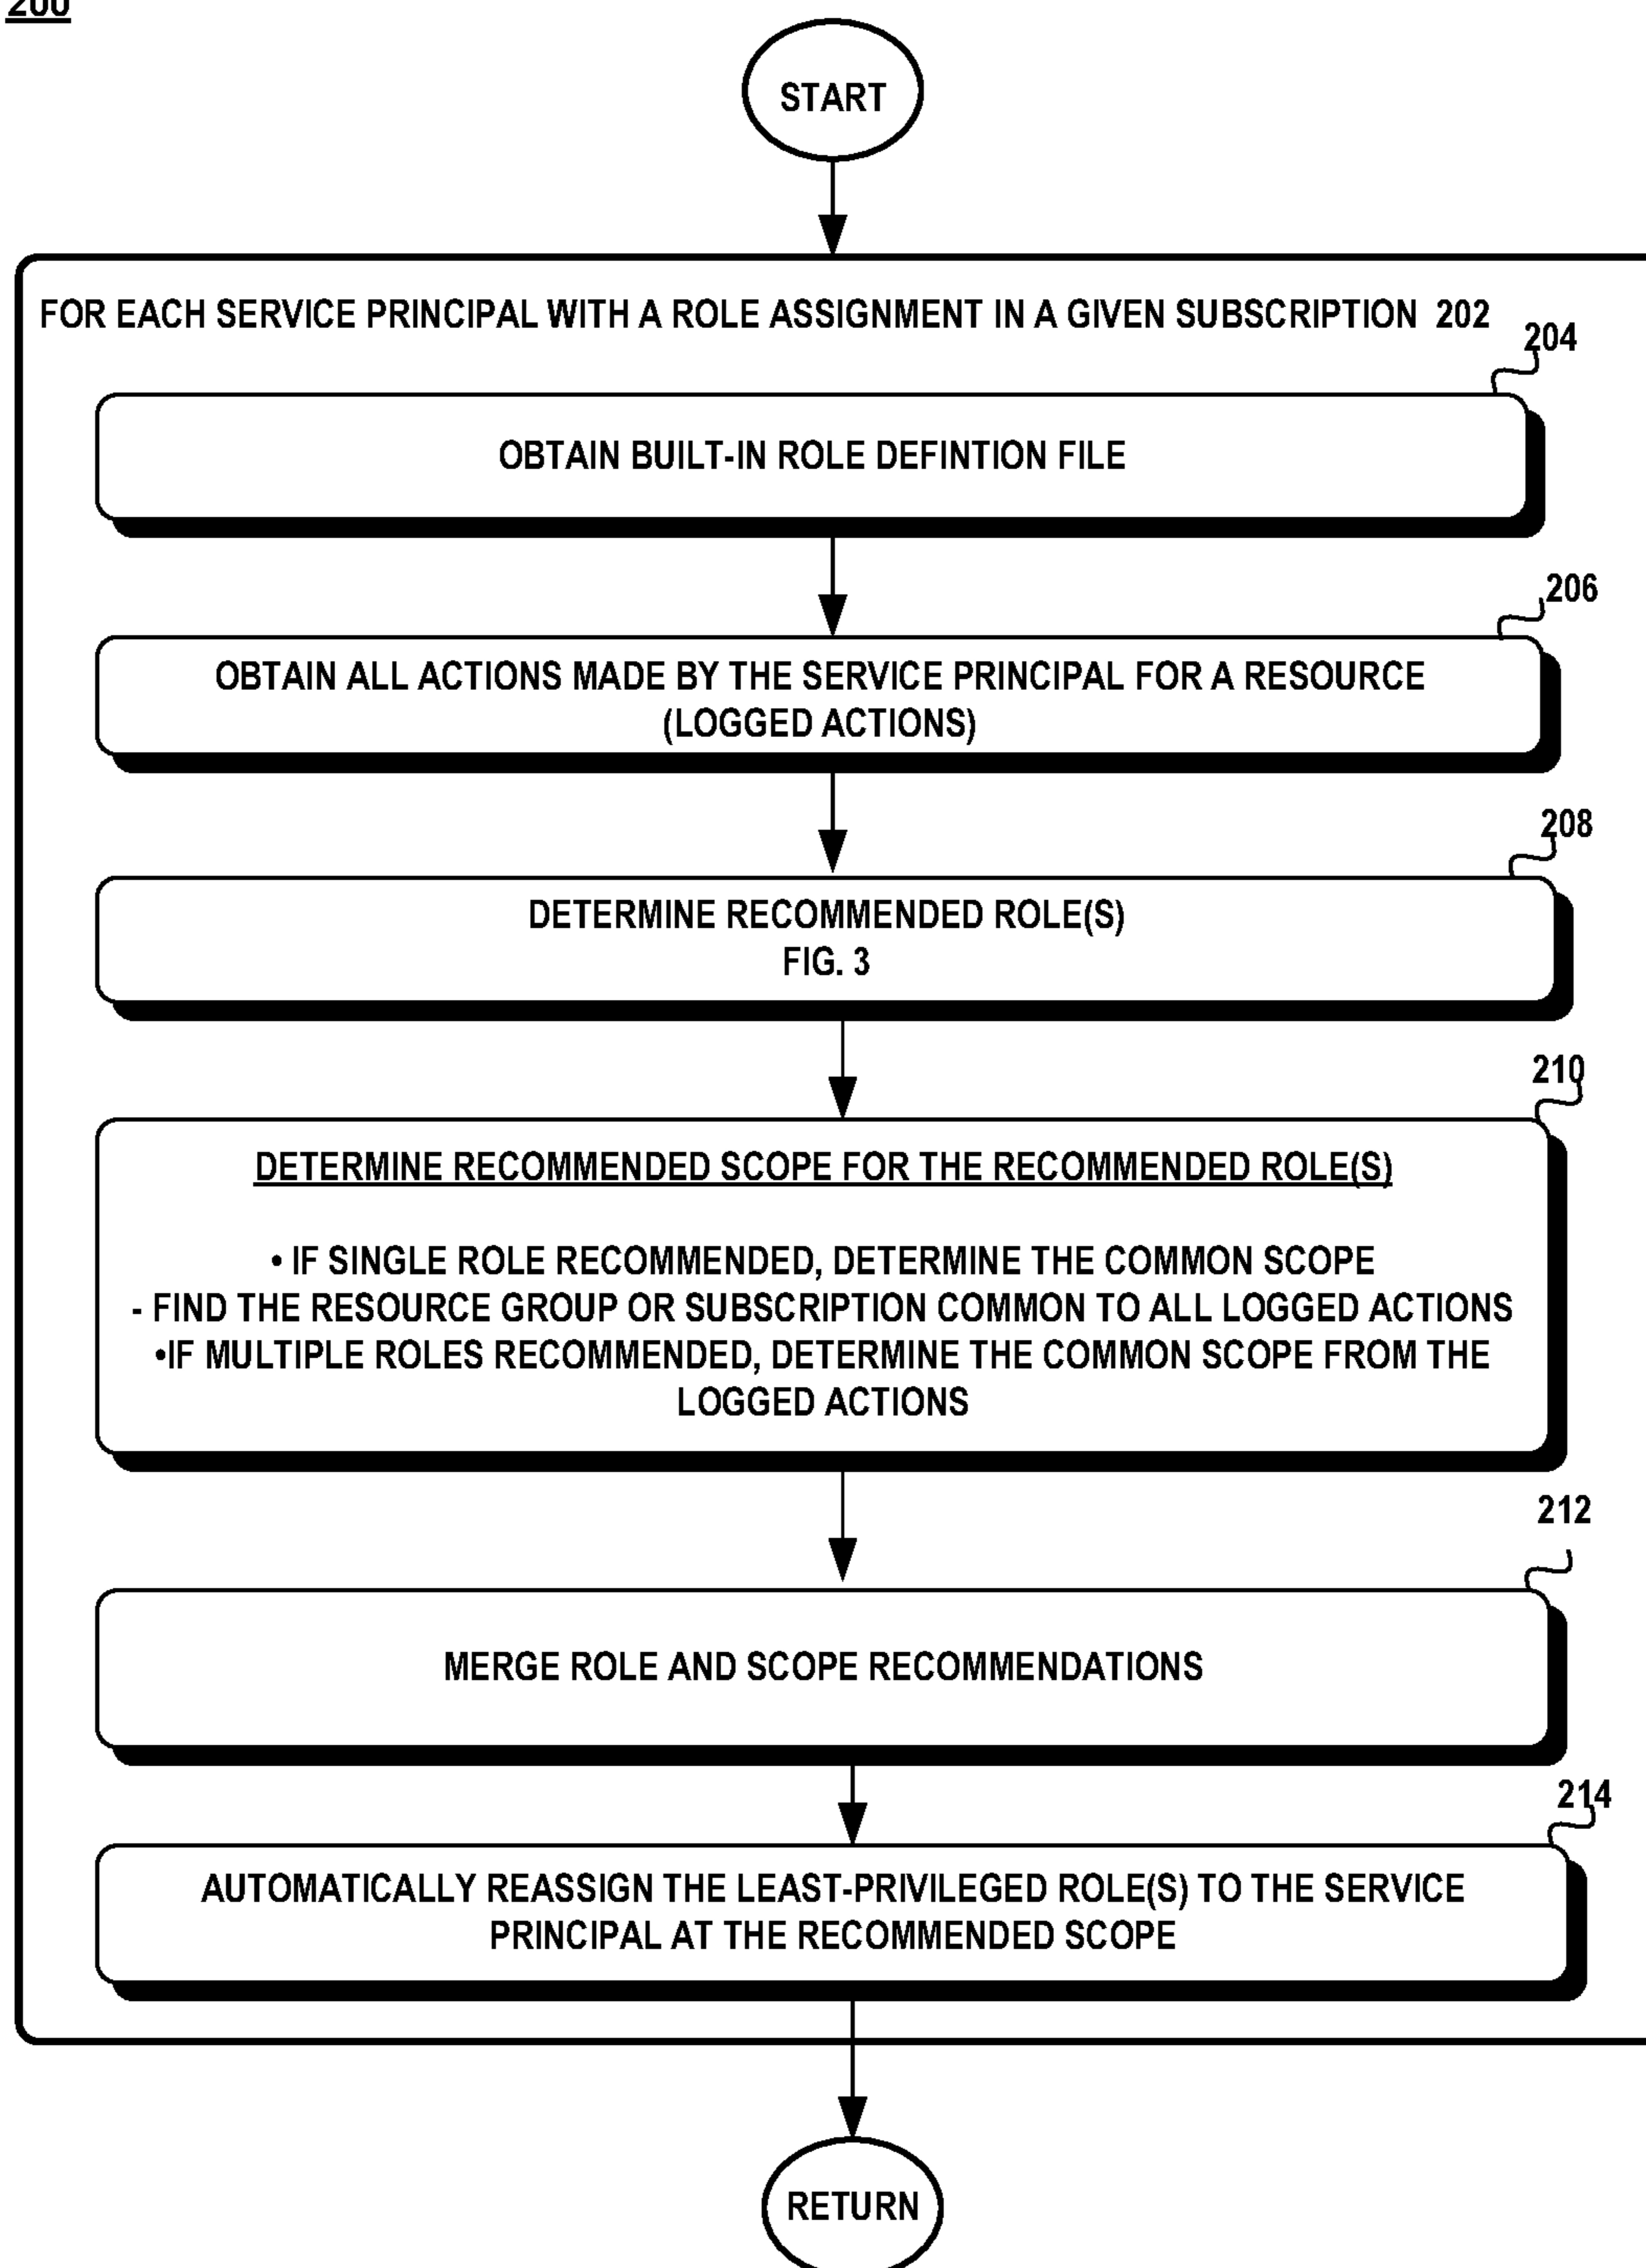 200
START
FOR EACH SERVICE PRINCIPAL WITH A ROLE ASSIGNMENT IN A GIVEN SUBSCRIPTION 202
204
OBTAIN BUILT-IN ROLE DEFINTION FILE
206
OBTAIN ALL ACTIONS MADE BY THE SERVICE PRINCIPAL FOR A RESOURCE
(LOGGED ACTIONS)
208
DETERMINE RECOMMENDED ROLE(S)
FIG. 3
210
DETERMINE RECOMMENDED SCOPE FOR THE RECOMMENDED ROLE(S)
• IF SINGLE ROLE RECOMMENDED, DETERMINE THE COMMON SCOPE
- FIND THE RESOURCE GROUP OR SUBSCRIPTION COMMON TO ALL LOGGED ACTIONS
•IF MULTIPLE ROLES RECOMMENDED, DETERMINE THE COMMON SCOPE FROM THE
LOGGED ACTIONS
212
MERGE ROLE AND SCOPE RECOMMENDATIONS
214
AUTOMATICALLY REASSIGN THE LEAST-PRIVILEGED ROLE(S) TO THE SERVICE
PRINCIPAL AT THE RECOMMENDED SCOPE
RETURN